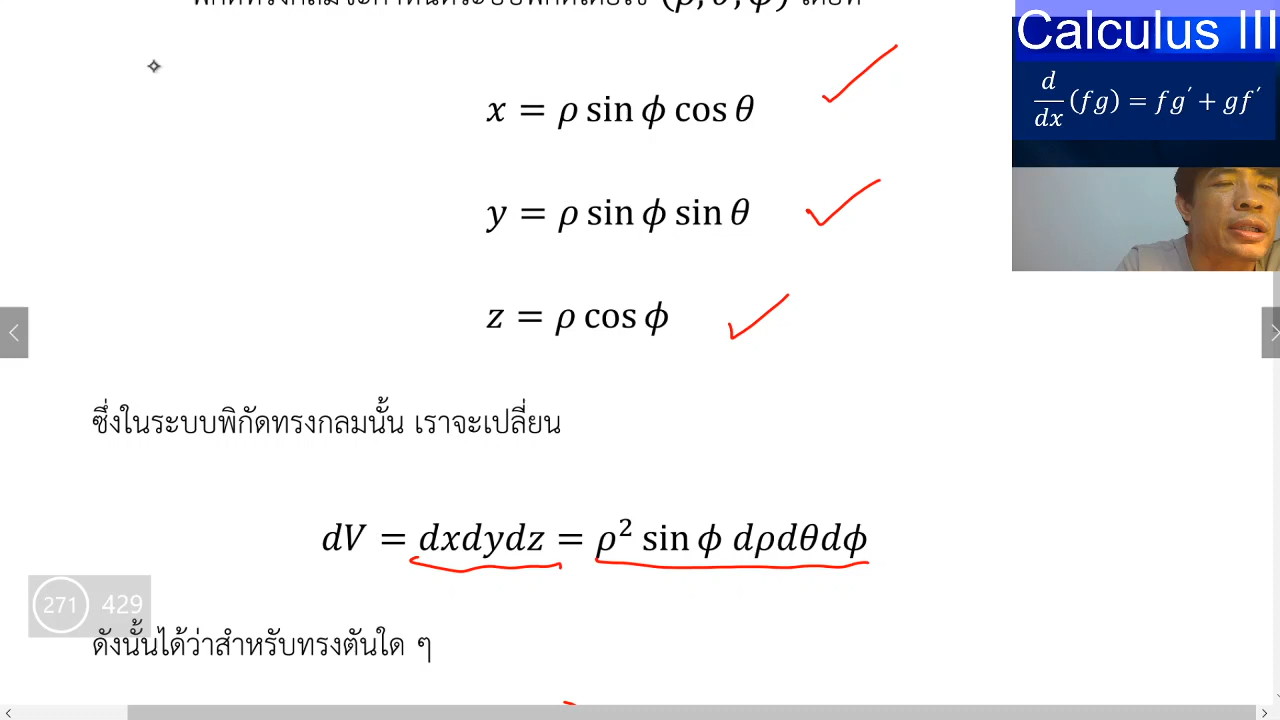 Calculus III
d/dx (fg) = fg′ + gf′
x = ρ sin ϕ cos θ
y = ρ sin ϕ sin θ
z = ρ cos ϕ
ซึ่งในระบบพิกัดทรงกลมนั้น เราจะเปลี่ยน
dV = dxdydz = ρ² sin ϕ dρdθdϕ
271 429
ดังนั้นได้ว่าสำหรับทรงตันใด ๆ